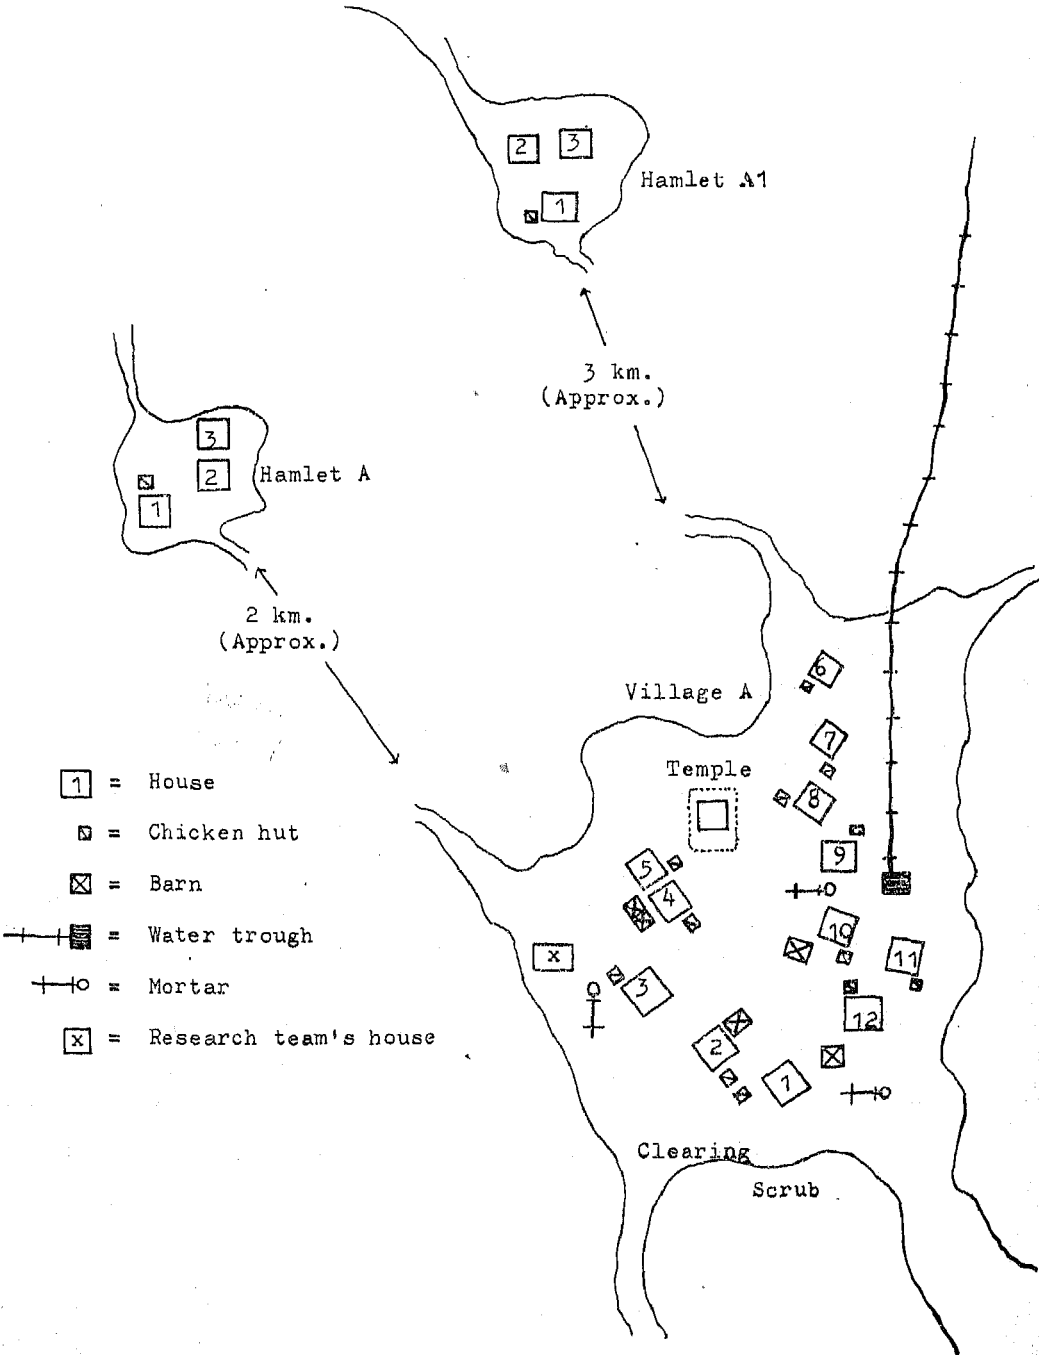 2
3
1
Hamlet A1
3 km.
(Approx.)
3
2
1
Hamlet A
2 km.
(Approx.)
Village A
Temple
6
7
8
9
5
4
10
11
x
3
12
2
1
1 = House
= Chicken hut
= Barn
= Water trough
= Mortar
x = Research team's house
Clearing
Scrub